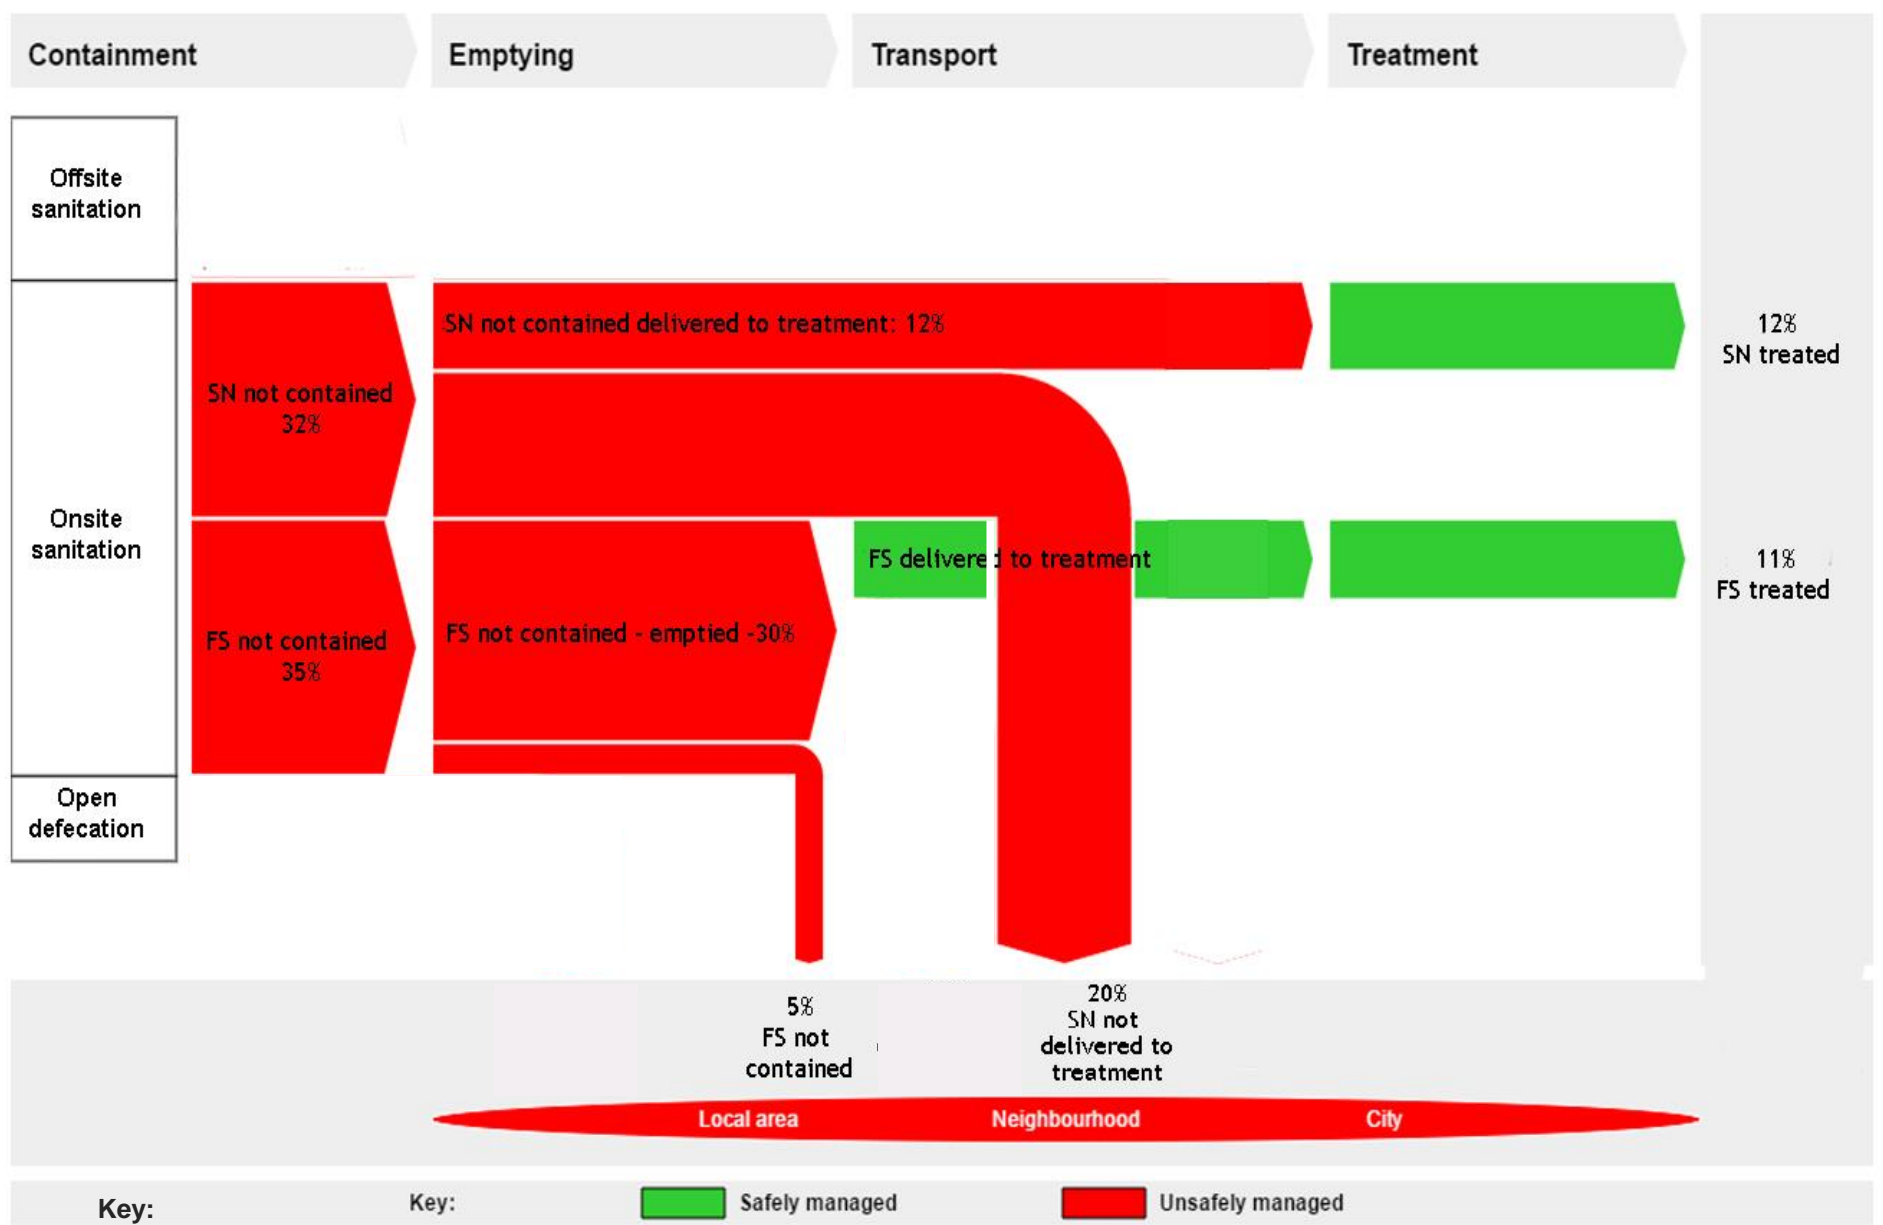 Containment
Emptying
Transport
Treatment
Offsite
sanitation
SN not contained delivered to treatment: 12%
12%
SN treated
SN not contained
32%
Onsite
sanitation
FS delivered to treatment
11%
FS treated
FS not contained
35%
FS not contained - emptied -30%
Open
defecation
5%
FS not
contained
20%
SN not
delivered to
treatment
Local area
Neighbourhood
City
Key:
Key:
Safely managed
Unsafely managed